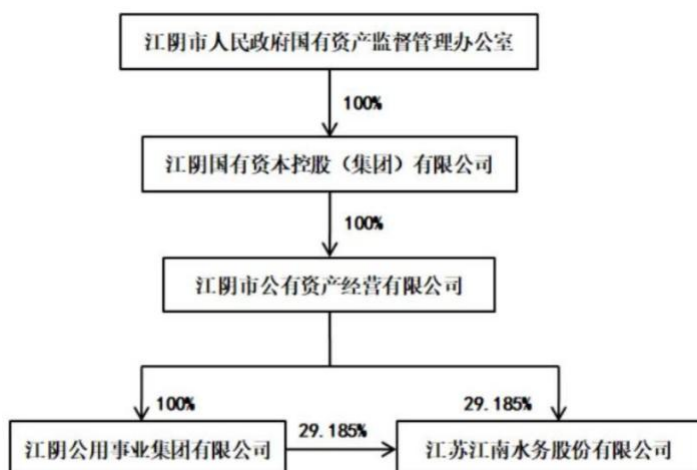 江阴市人民政府国有资产监督管理办公室
100%
江阴国有资本控股（集团）有限公司
100%
江阴市公有资产经营有限公司
100%
29.185%
江阴公用事业集团有限公司
29.185%
江苏江南水务股份有限公司